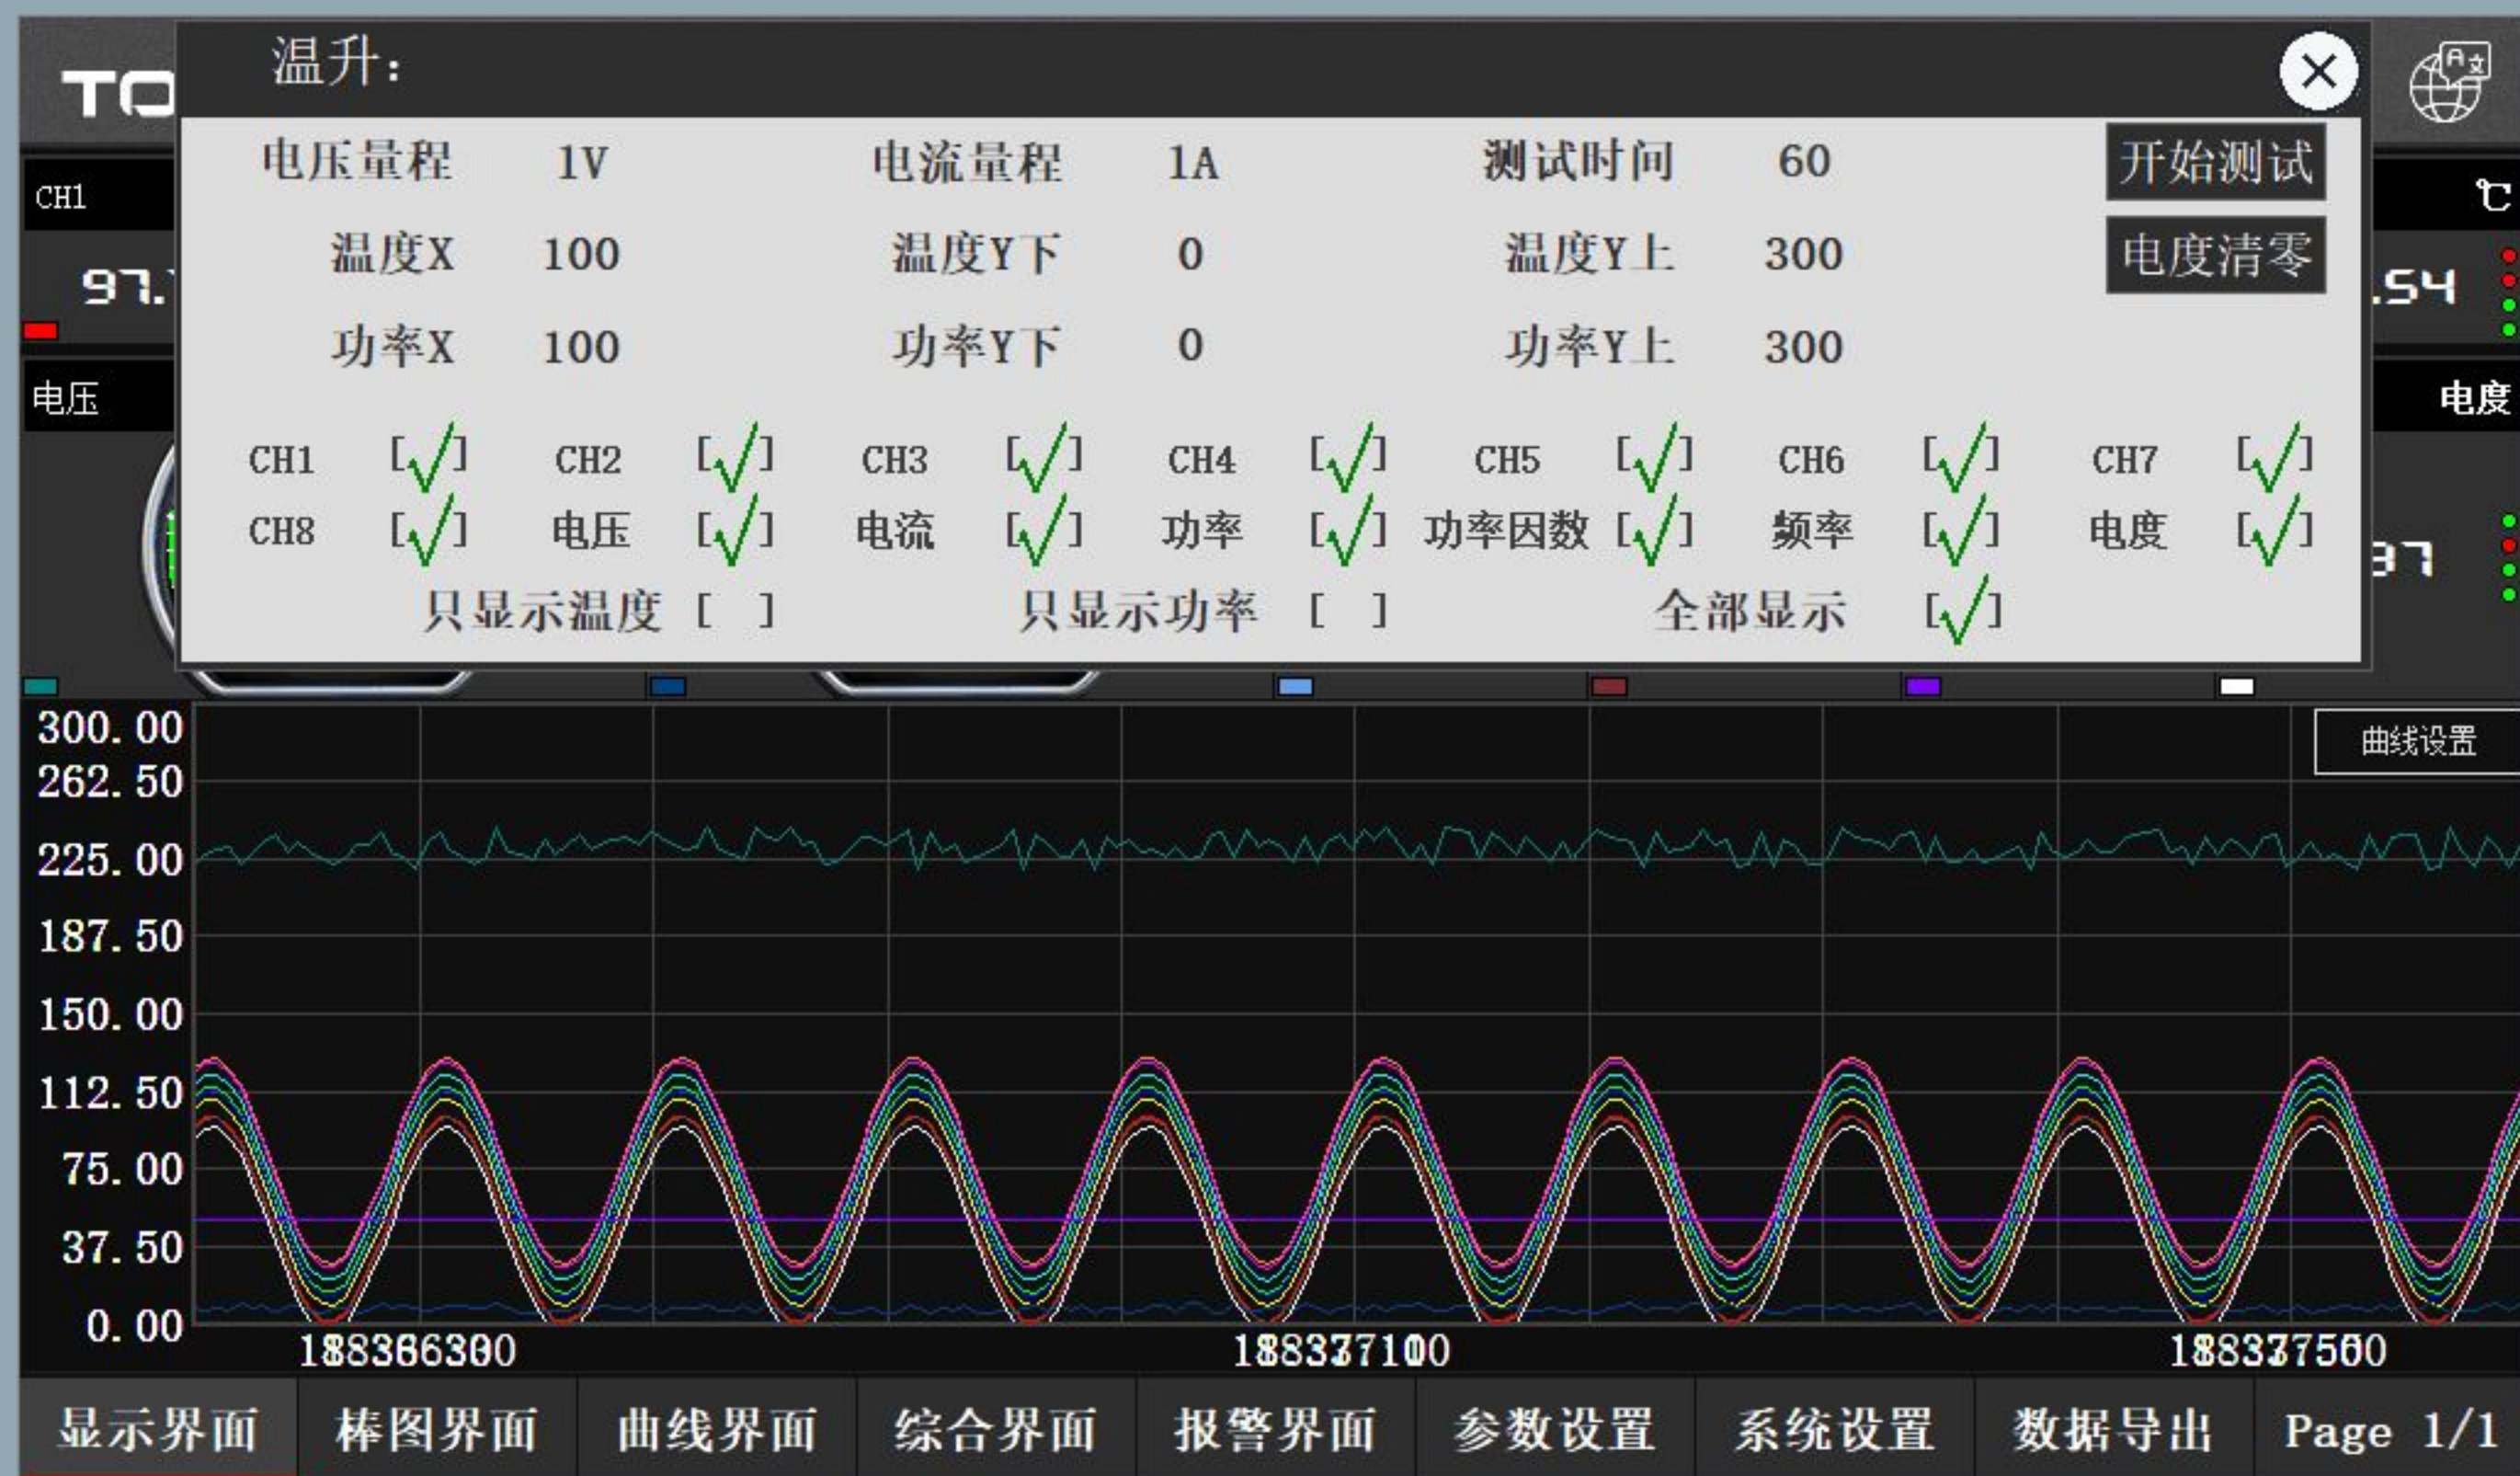 温升：
TO
电压量程 1V 电流量程 1A 测试时间 60 开始测试
CH1 ℃
温度X 100 温度Y下 0 温度Y上 300 电度清零
97. .54
功率X 100 功率Y下 0 功率Y上 300
电压 电度
CH1 [√] CH2 [√] CH3 [√] CH4 [√] CH5 [√] CH6 [√] CH7 [√]
CH8 [√] 电压 [√] 电流 [√] 功率 [√] 功率因数 [√] 频率 [√] 电度 [√]
只显示温度 [ ] 只显示功率 [ ] 全部显示 [√]
300.00
曲线设置
262.50
225.00
187.50
150.00
112.50
75.00
37.50
0.00
显示界面 棒图界面 曲线界面 综合界面 报警界面 参数设置 系统设置 数据导出 Page 1/1